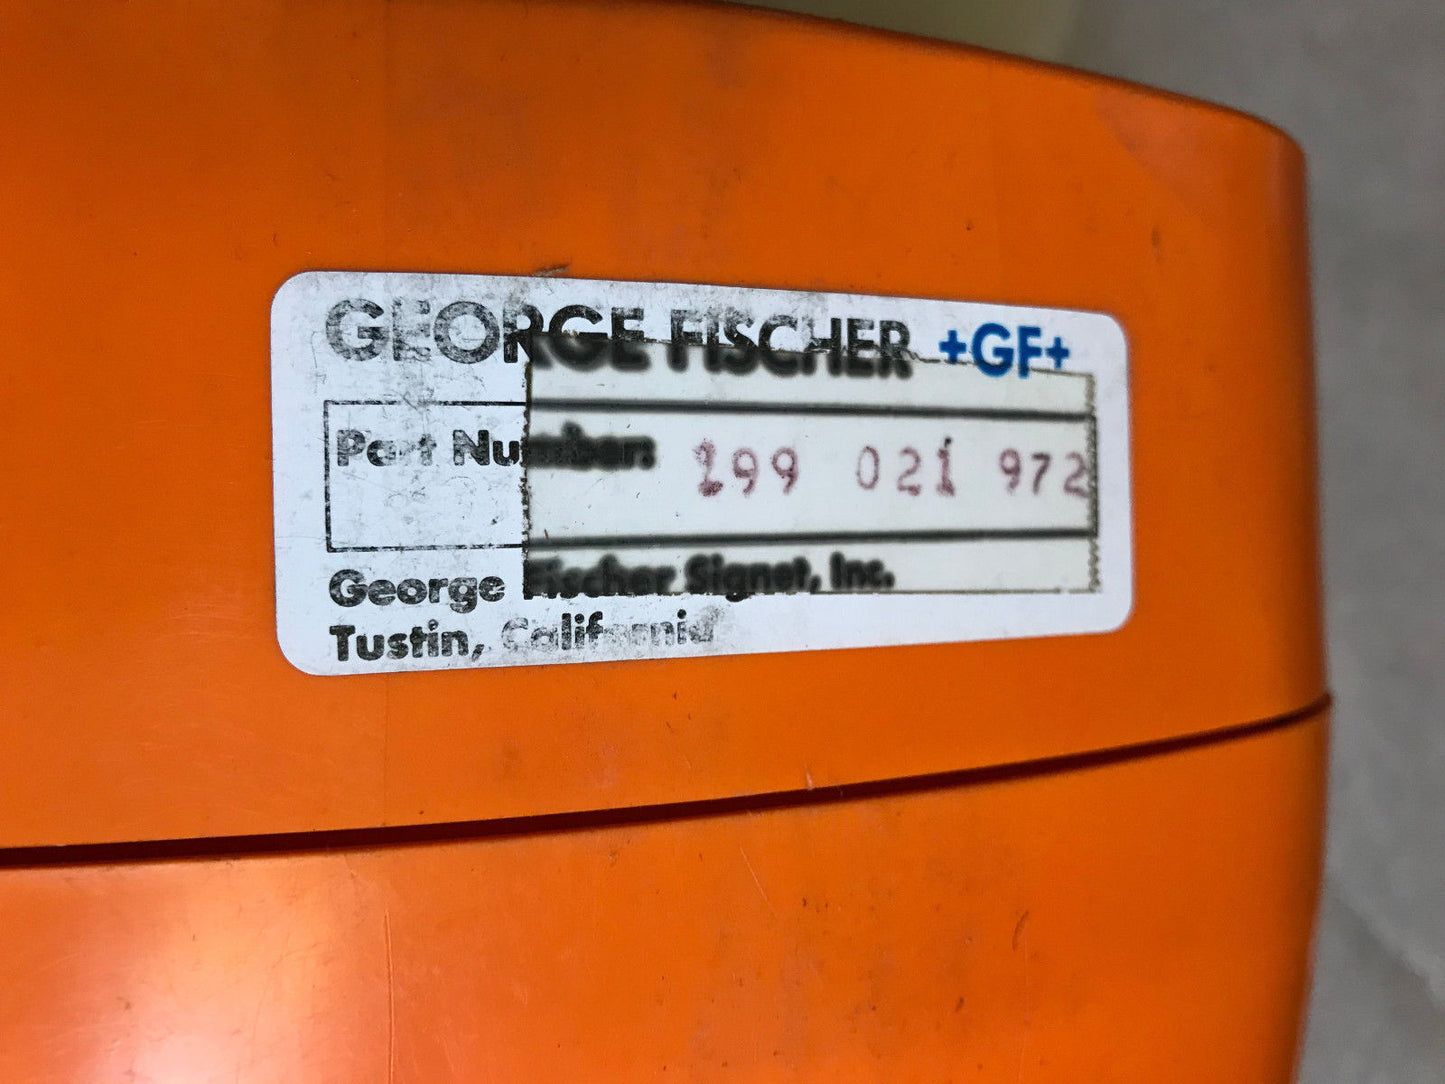 GEORGE FISCHER +GF+
Part Number: 199 021 972
George Fischer Signet, Inc.
Tustin, California